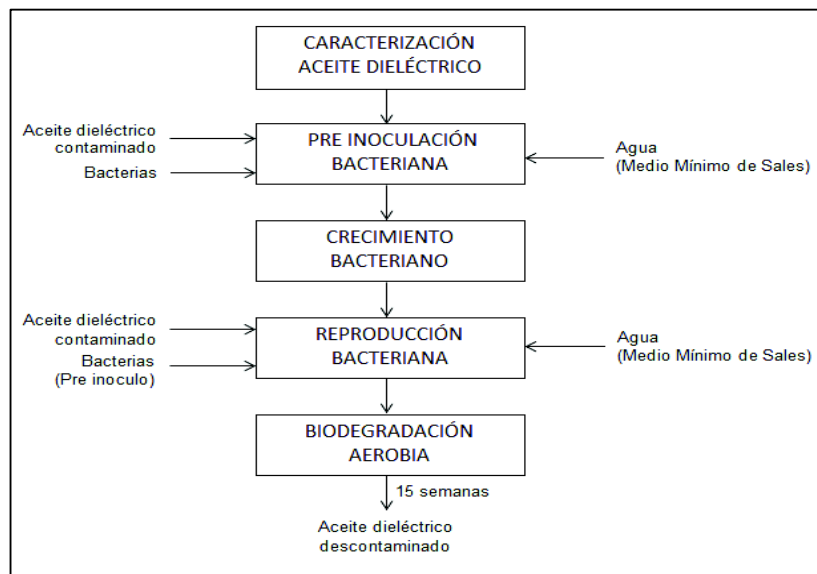 CARACTERIZACIÓN
ACEITE DIELÉCTRICO
Aceite dieléctrico
contaminado
Bacterias
PRE INOCULACIÓN
BACTERIANA
Agua
(Medio Mínimo de Sales)
CRECIMIENTO
BACTERIANO
Aceite dieléctrico
contaminado
Bacterias
(Pre inoculo)
REPRODUCCIÓN
BACTERIANA
Agua
(Medio Mínimo de Sales)
BIODEGRADACIÓN
AEROBIA
15 semanas
Aceite dieléctrico
descontaminado